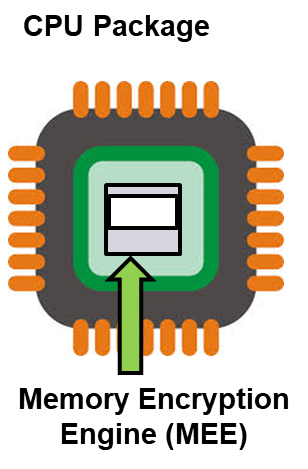 CPU Package
Memory Encryption
Engine (MEE)